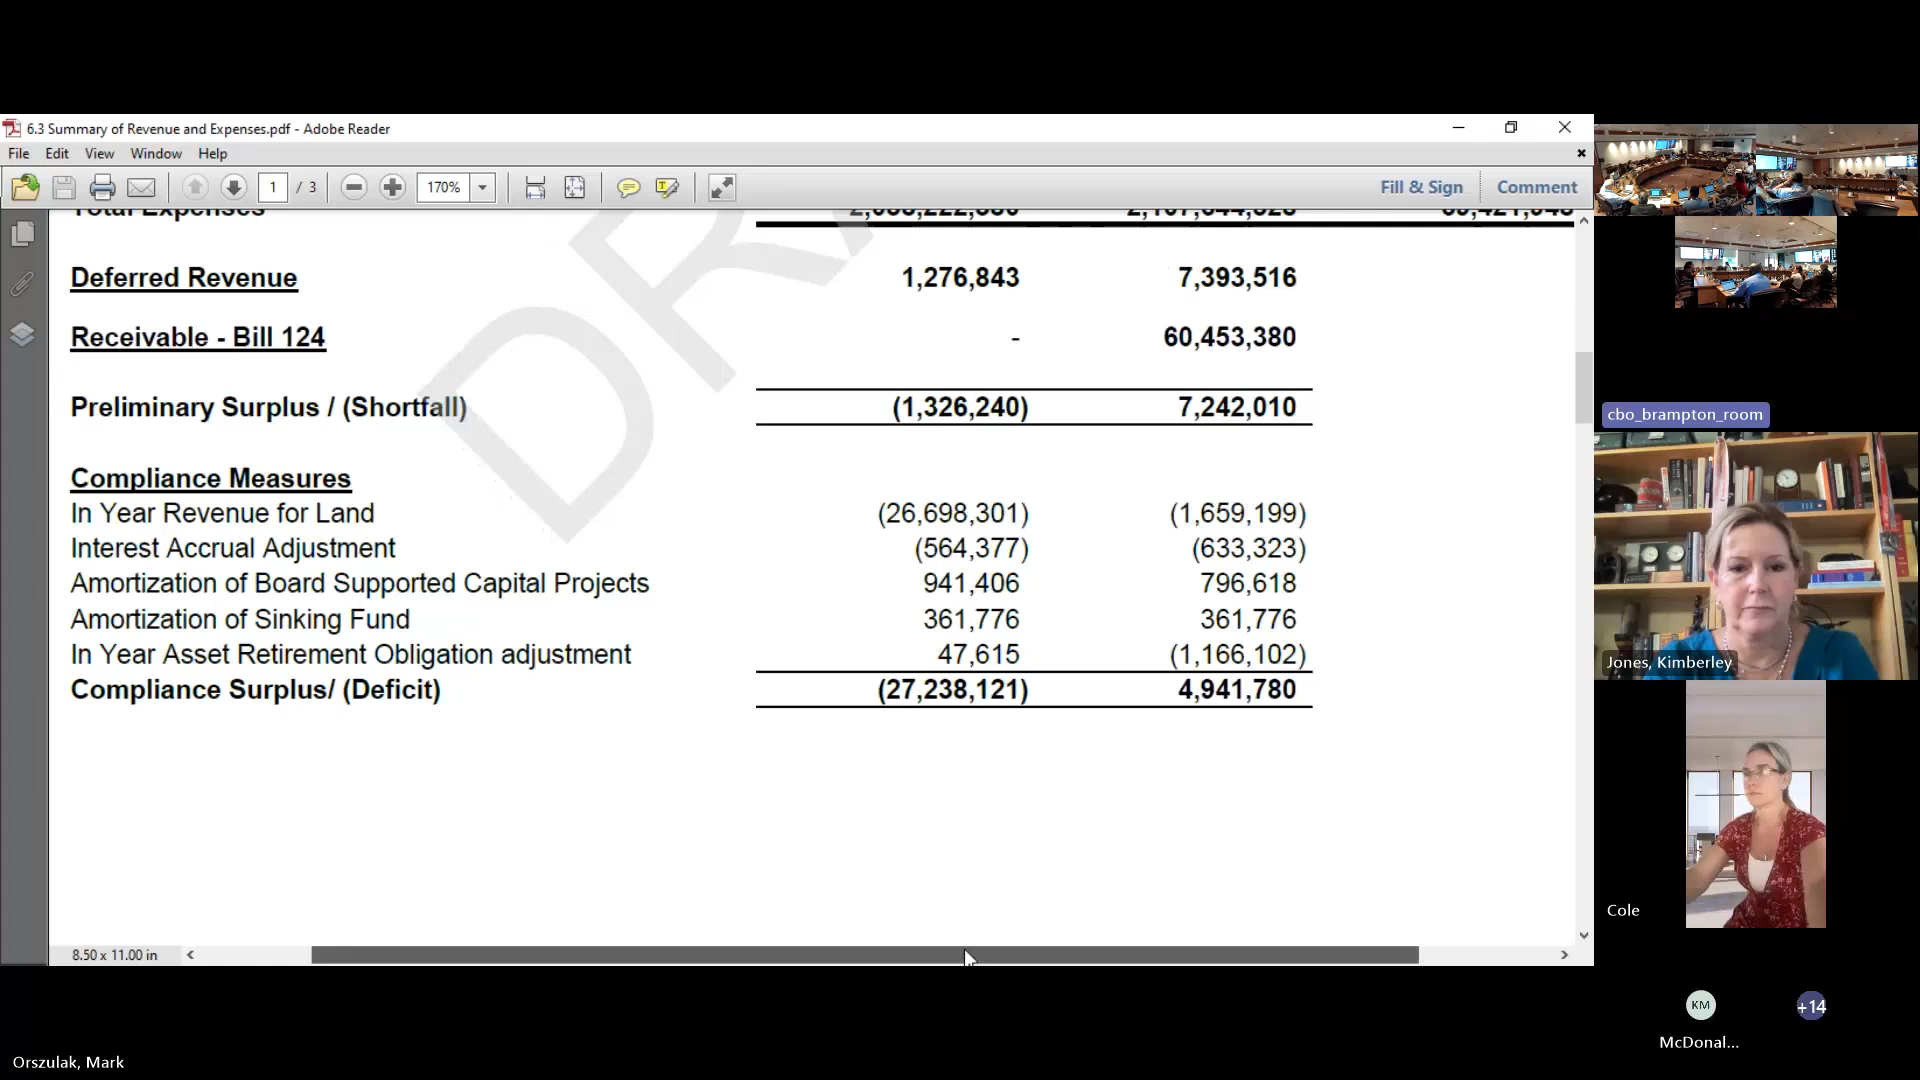 6.3 Summary of Revenue and Expenses.pdf - Adobe Reader
File Edit View Window Help
1 / 3 170% Fill & Sign Comment
Total Expenses
Deferred Revenue 1,276,843 7,393,516
Receivable - Bill 124 - 60,453,380
Preliminary Surplus / (Shortfall) (1,326,240) 7,242,010
Compliance Measures
In Year Revenue for Land (26,698,301) (1,659,199)
Interest Accrual Adjustment (564,377) (633,323)
Amortization of Board Supported Capital Projects 941,406 796,618
Amortization of Sinking Fund 361,776 361,776
In Year Asset Retirement Obligation adjustment 47,615 (1,166,102)
Compliance Surplus/ (Deficit) (27,238,121) 4,941,780
8.50 x 11.00 in
cbo_brampton_room
Jones, Kimberley
Cole
KM
+14
McDonal...
Orszulak, Mark